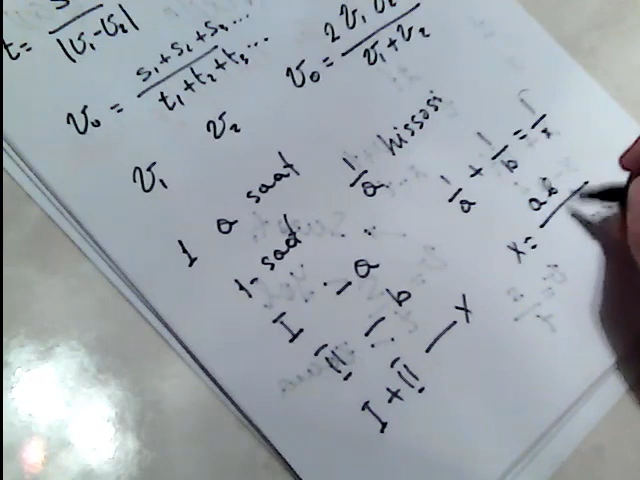 t= S/|v₁-v₂|
v₀ = s₁+s₂+s₃.../t₁+t₂+t₃...
v₀= 2v₁v₂/v₁+v₂
v₁ v₂
1 a saat 1/a hissəsi
1-saat
I - a
II - b
I + II — x
1/a + 1/b = 1/x
x= ab